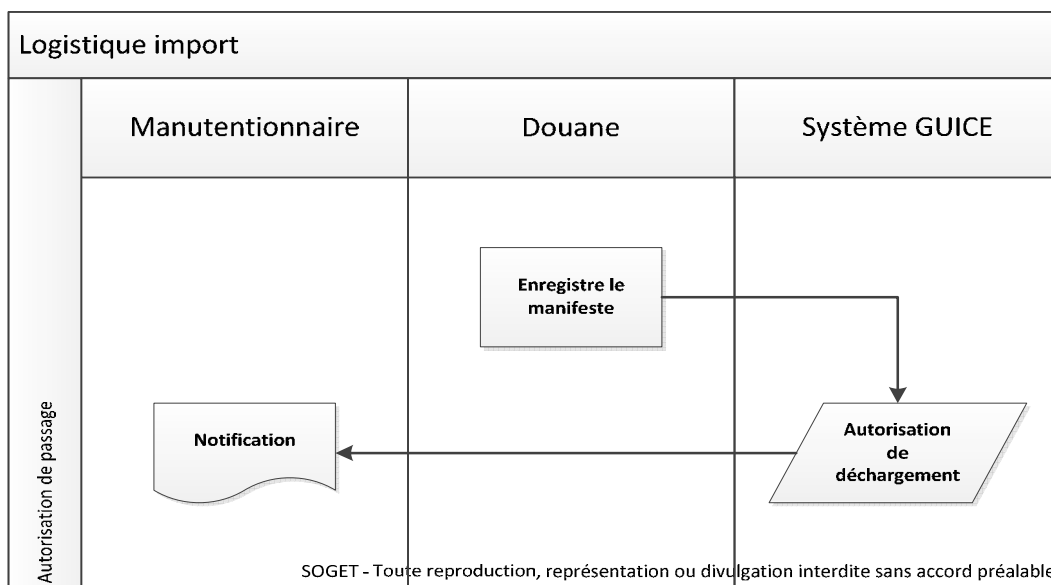 Logistique import
Manutentionnaire
Douane
Système GUICE
Enregistre le
manifeste
Autorisation
de
déchargement
Notification
Autorisation de passage
SOGET - Toute reproduction, représentation ou divulgation interdite sans accord préalable